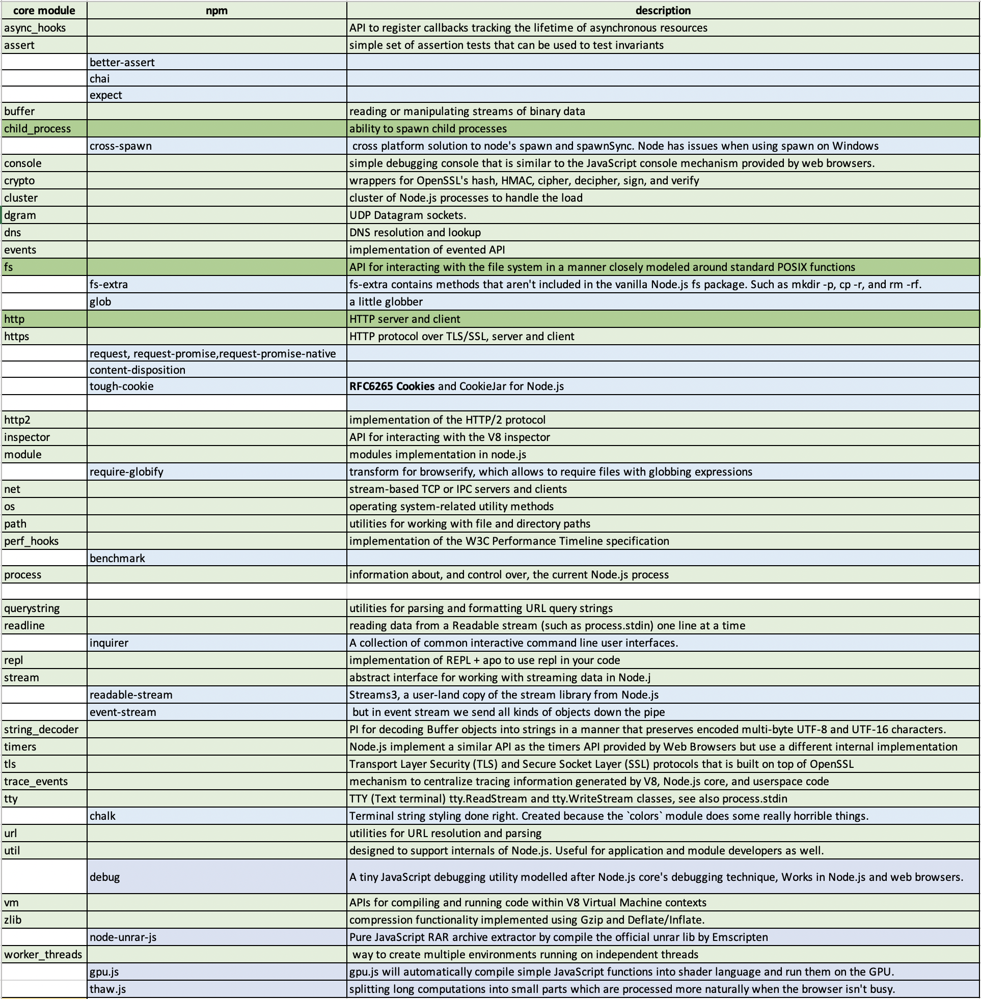 core module npm description
async_hooks API to register callbacks tracking the lifetime of asynchronous resources
assert simple set of assertion tests that can be used to test invariants
better-assert
chai
expect
buffer reading or manipulating streams of binary data
child_process ability to spawn child processes
cross-spawn cross platform solution to node's spawn and spawnSync. Node has issues when using spawn on Windows
console simple debugging console that is similar to the JavaScript console mechanism provided by web browsers.
crypto wrappers for OpenSSL's hash, HMAC, cipher, decipher, sign, and verify
cluster cluster of Node.js processes to handle the load
dgram UDP Datagram sockets.
dns DNS resolution and lookup
events implementation of evented API
fs API for interacting with the file system in a manner closely modeled around standard POSIX functions
fs-extra fs-extra contains methods that aren't included in the vanilla Node.js fs package. Such as mkdir -p, cp -r, and rm -rf.
glob a little globber
http HTTP server and client
https HTTP protocol over TLS/SSL, server and client
request, request-promise,request-promise-native
content-disposition
tough-cookie RFC6265 Cookies and CookieJar for Node.js
http2 implementation of the HTTP/2 protocol
inspector API for interacting with the V8 inspector
module modules implementation in node.js
require-globify transform for browserify, which allows to require files with globbing expressions
net stream-based TCP or IPC servers and clients
os operating system-related utility methods
path utilities for working with file and directory paths
perf_hooks implementation of the W3C Performance Timeline specification
benchmark
process information about, and control over, the current Node.js process
querystring utilities for parsing and formatting URL query strings
readline reading data from a Readable stream (such as process.stdin) one line at a time
inquirer A collection of common interactive command line user interfaces.
repl implementation of REPL + apo to use repl in your code
stream abstract interface for working with streaming data in Node.j
readable-stream Streams3, a user-land copy of the stream library from Node.js
event-stream but in event stream we send all kinds of objects down the pipe
string_decoder PI for decoding Buffer objects into strings in a manner that preserves encoded multi-byte UTF-8 and UTF-16 characters.
timers Node.js implement a similar API as the timers API provided by Web Browsers but use a different internal implementation
tls Transport Layer Security (TLS) and Secure Socket Layer (SSL) protocols that is built on top of OpenSSL
trace_events mechanism to centralize tracing information generated by V8, Node.js core, and userspace code
tty TTY (Text terminal) tty.ReadStream and tty.WriteStream classes, see also process.stdin
chalk Terminal string styling done right. Created because the `colors` module does some really horrible things.
url utilities for URL resolution and parsing
util designed to support internals of Node.js. Useful for application and module developers as well.
debug A tiny JavaScript debugging utility modelled after Node.js core's debugging technique, Works in Node.js and web browsers.
vm APIs for compiling and running code within V8 Virtual Machine contexts
zlib compression functionality implemented using Gzip and Deflate/Inflate.
node-unrar-js Pure JavaScript RAR archive extractor by compile the official unrar lib by Emscripten
worker_threads way to create multiple environments running on independent threads
gpu.js gpu.js will automatically compile simple JavaScript functions into shader language and run them on the GPU.
thaw.js splitting long computations into small parts which are processed more naturally when the browser isn't busy.